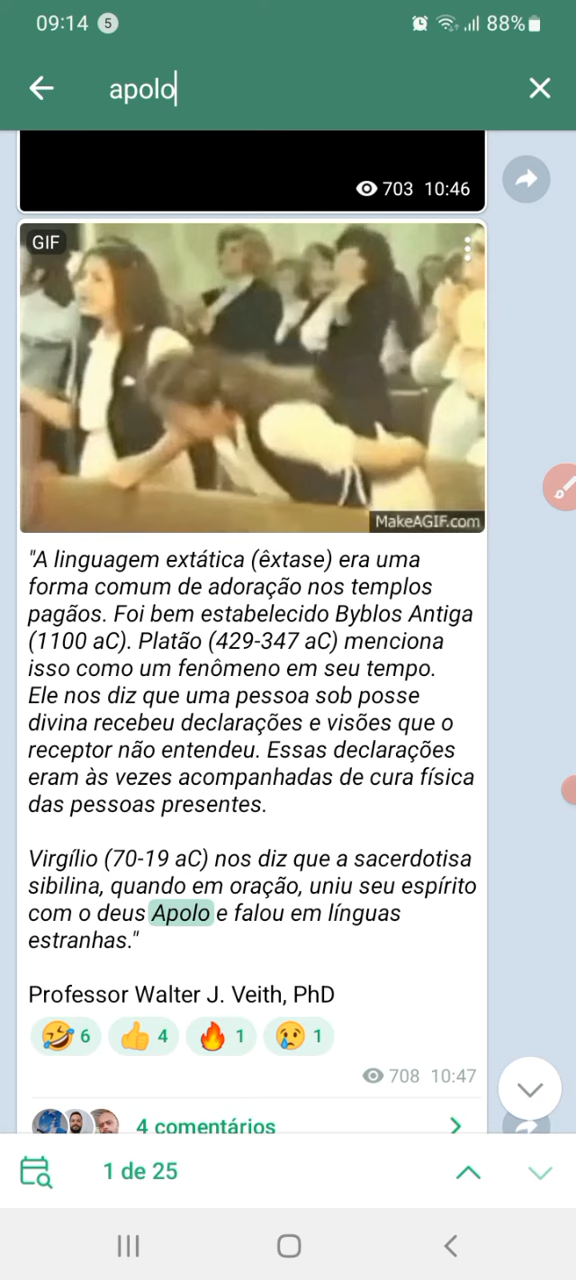 09:14 5 88%
apolo
703 10:46
GIF
MakeAGIF.com
"A linguagem extática (êxtase) era uma
forma comum de adoração nos templos
pagãos. Foi bem estabelecido Byblos Antiga
(1100 aC). Platão (429-347 aC) menciona
isso como um fenômeno em seu tempo.
Ele nos diz que uma pessoa sob posse
divina recebeu declarações e visões que o
receptor não entendeu. Essas declarações
eram às vezes acompanhadas de cura física
das pessoas presentes.
Virgílio (70-19 aC) nos diz que a sacerdotisa
sibilina, quando em oração, uniu seu espírito
com o deus Apolo e falou em línguas
estranhas."
Professor Walter J. Veith, PhD
6 4 1 1
708 10:47
4 comentários
1 de 25